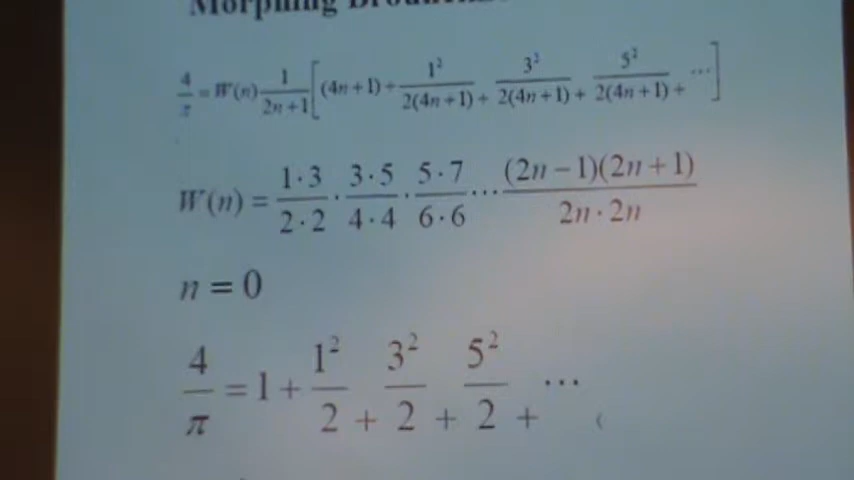 Morphing
4/π = W(n) 1/(2n+1) [(4n+1) + 1²/(2(4n+1) +) 3²/(2(4n+1) +) 5²/(2(4n+1) +) ⋯]
W(n) = (1·3)/(2·2) · (3·5)/(4·4) · (5·7)/(6·6) ⋯ (2n−1)(2n+1)/(2n·2n)
n = 0
4/π = 1 + 1²/(2 +) 3²/(2 +) 5²/(2 +) ⋯